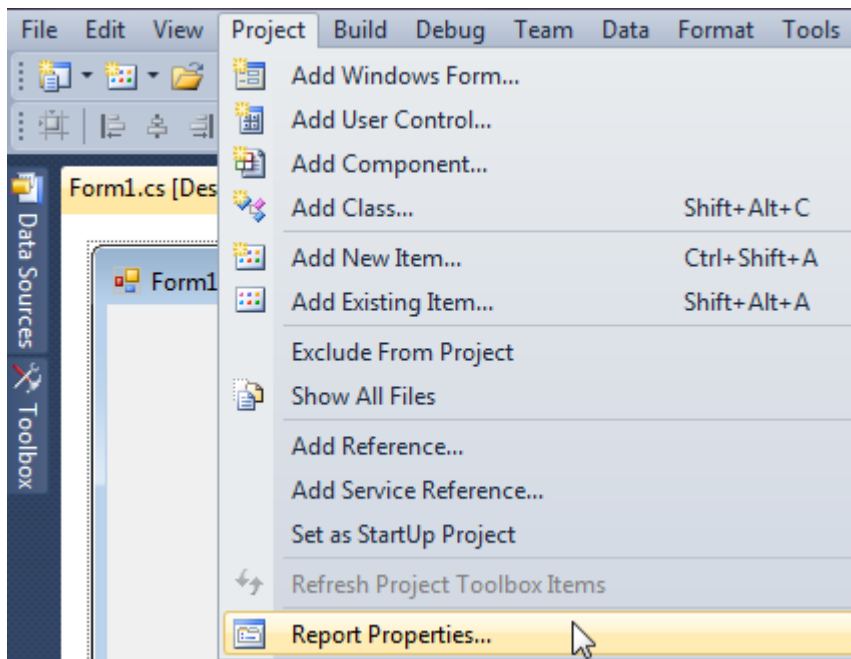 File Edit View Project Build Debug Team Data Format Tools
Add Windows Form...
Add User Control...
Add Component...
Form1.cs [Des
Add Class... Shift+Alt+C
Add New Item... Ctrl+Shift+A
Form1
Add Existing Item... Shift+Alt+A
Exclude From Project
Show All Files
Add Reference...
Add Service Reference...
Set as StartUp Project
Refresh Project Toolbox Items
Report Properties...
Data Sources
Toolbox